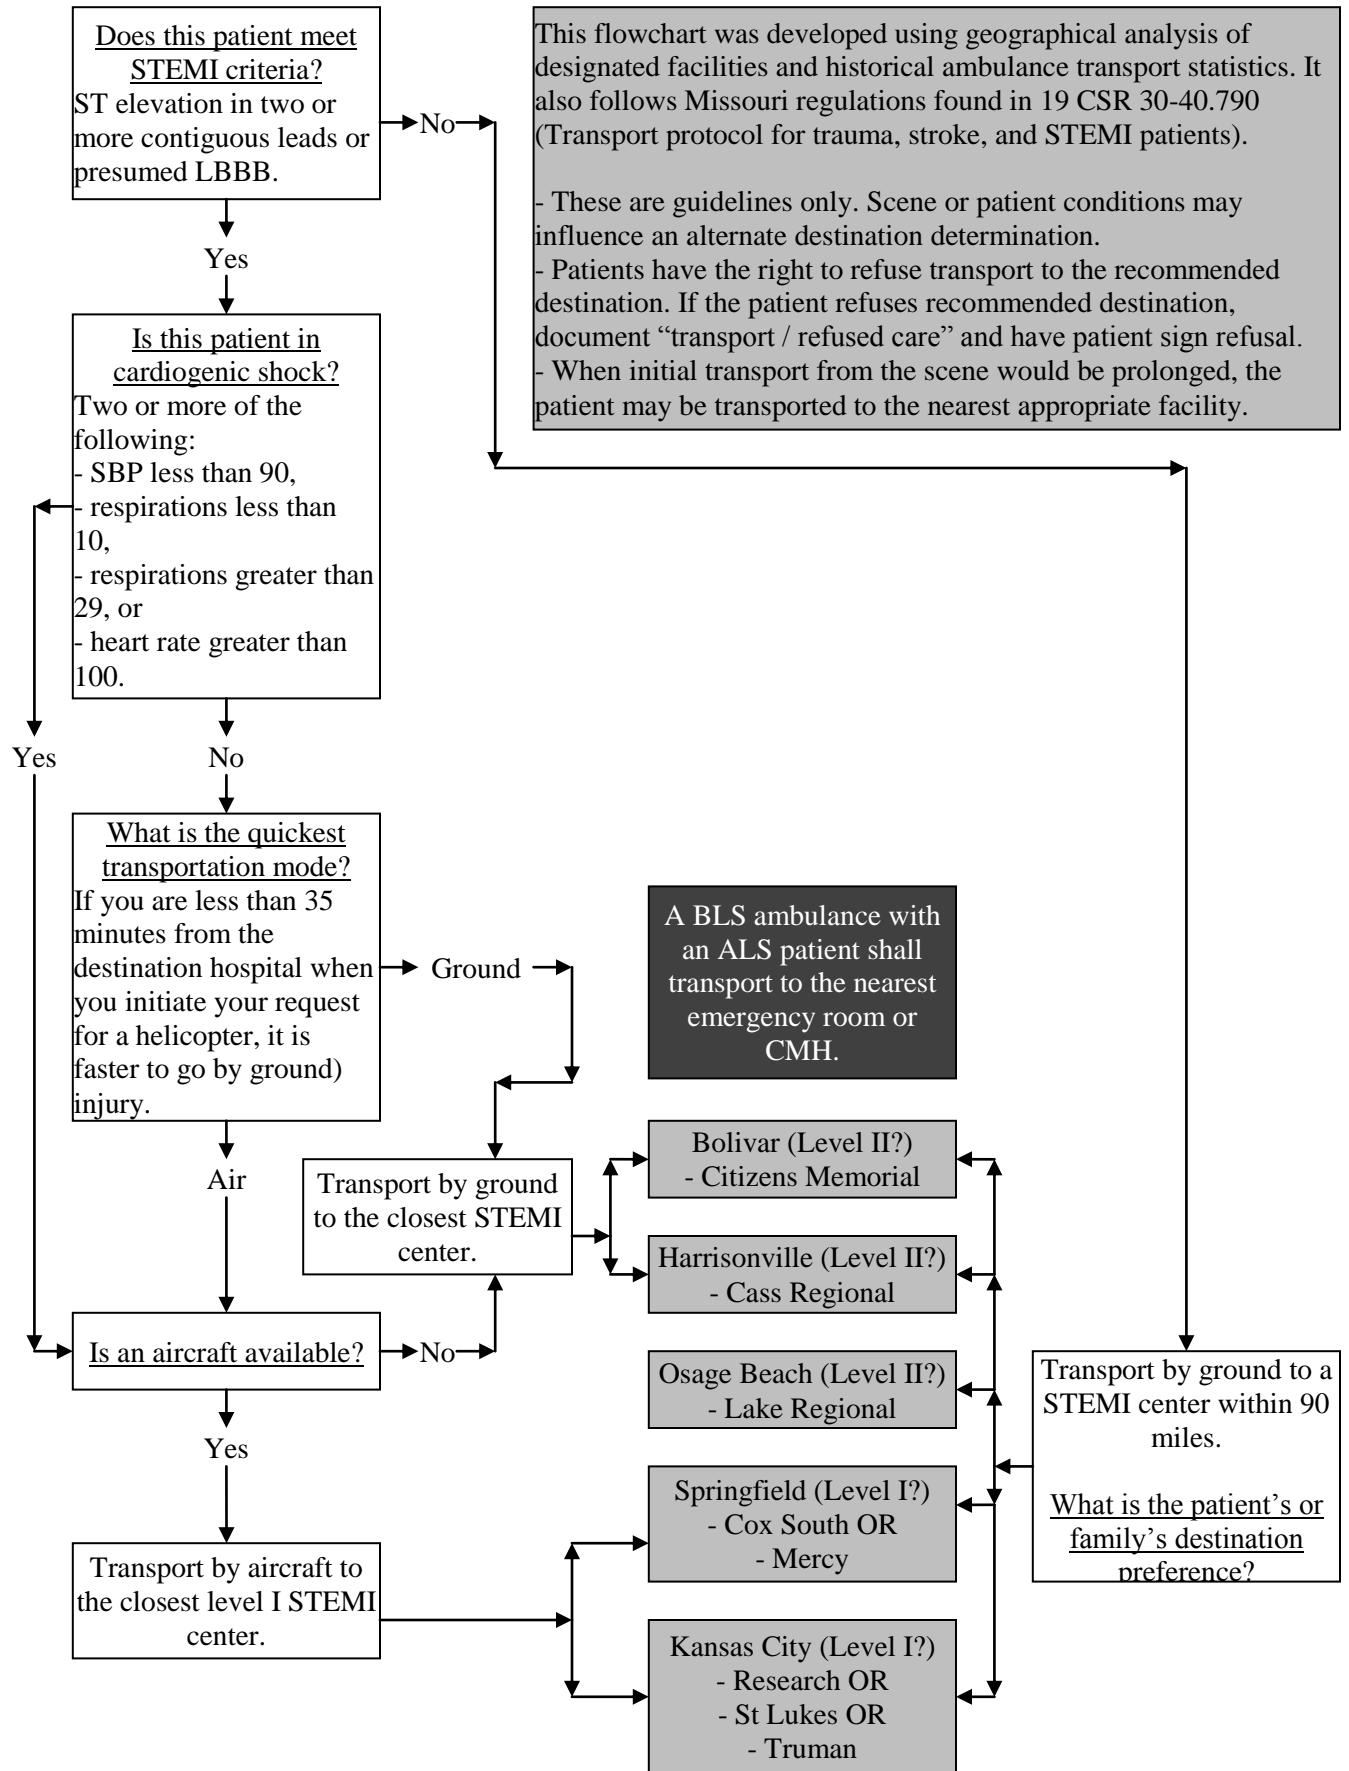 Does this patient meet
STEMI criteria?
ST elevation in two or
more contiguous leads or
presumed LBBB.
No
This flowchart was developed using geographical analysis of
designated facilities and historical ambulance transport statistics. It
also follows Missouri regulations found in 19 CSR 30-40.790
(Transport protocol for trauma, stroke, and STEMI patients).
- These are guidelines only. Scene or patient conditions may
influence an alternate destination determination.
- Patients have the right to refuse transport to the recommended
destination. If the patient refuses recommended destination,
document “transport / refused care” and have patient sign refusal.
- When initial transport from the scene would be prolonged, the
patient may be transported to the nearest appropriate facility.
Yes
Is this patient in
cardiogenic shock?
Two or more of the
following:
- SBP less than 90,
- respirations less than
10,
- respirations greater than
29, or
- heart rate greater than
100.
Yes
No
What is the quickest
transportation mode?
If you are less than 35
minutes from the
destination hospital when
you initiate your request
for a helicopter, it is
faster to go by ground)
injury.
Ground
A BLS ambulance with
an ALS patient shall
transport to the nearest
emergency room or
CMH.
Air
Transport by ground
to the closest STEMI
center.
Bolivar (Level II?)
- Citizens Memorial
Harrisonville (Level II?)
- Cass Regional
Is an aircraft available?
No
Osage Beach (Level II?)
- Lake Regional
Transport by ground to a
STEMI center within 90
miles.
What is the patient’s or
family’s destination
preference?
Yes
Springfield (Level I?)
- Cox South OR
- Mercy
Transport by aircraft to
the closest level I STEMI
center.
Kansas City (Level I?)
- Research OR
- St Lukes OR
- Truman